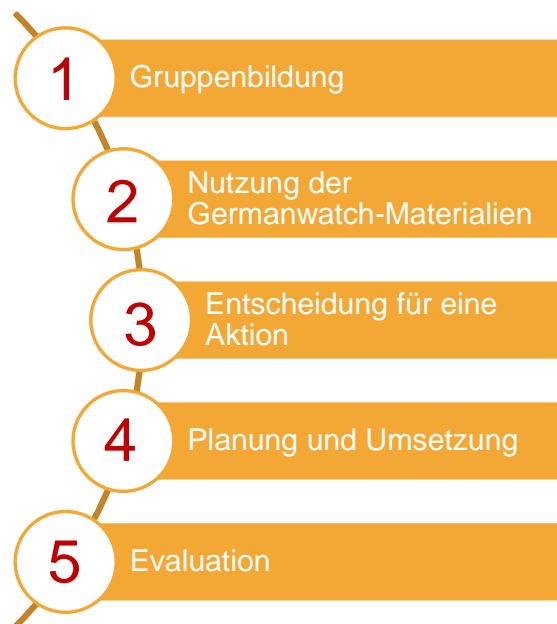 1
Gruppenbildung
2
Nutzung der
Germanwatch-Materialien
3
Entscheidung für eine
Aktion
4
Planung und Umsetzung
5
Evaluation